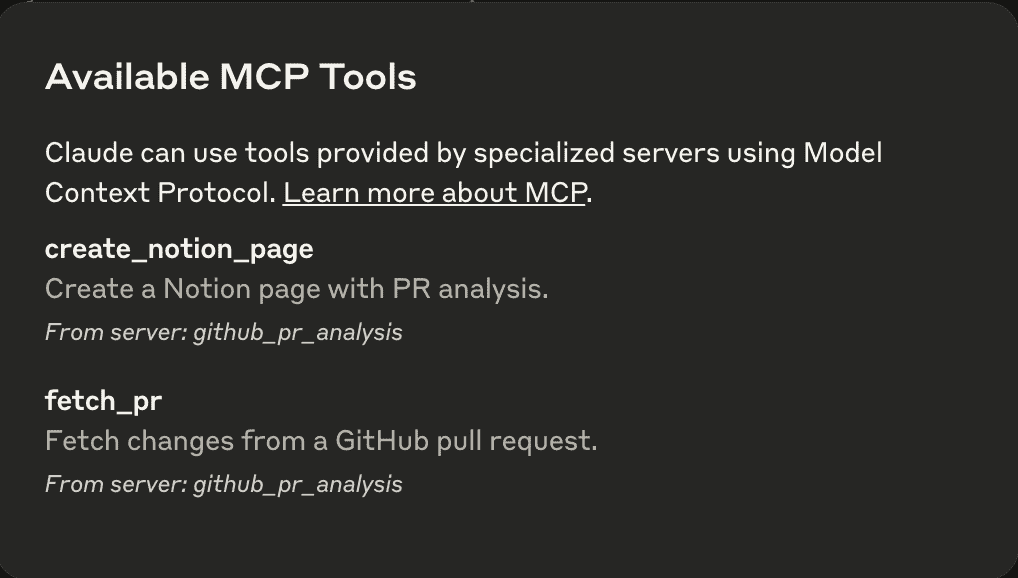 Available MCP Tools
Claude can use tools provided by specialized servers using Model
Context Protocol. Learn more about MCP.
create_notion_page
Create a Notion page with PR analysis.
From server: github_pr_analysis
fetch_pr
Fetch changes from a GitHub pull request.
From server: github_pr_analysis